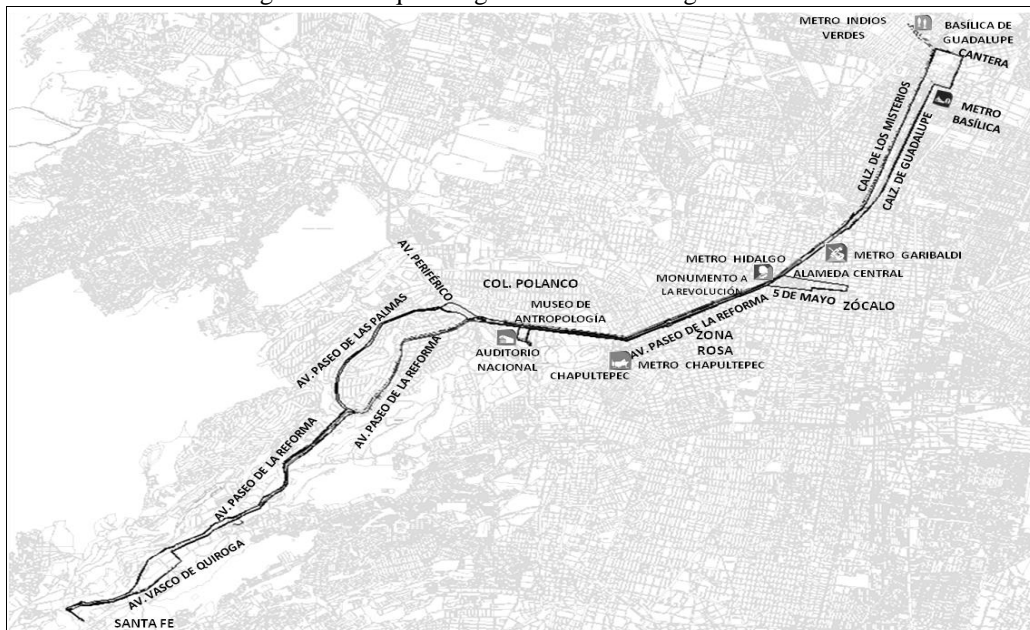 METRO INDIOS
VERDES
BASÍLICA DE
GUADALUPE
CANTERA
METRO
BASÍLICA
CALZ. DE LOS MISTERIOS
CALZ. DE GUADALUPE
METRO HIDALGO
METRO GARIBALDI
MONUMENTO A
LA REVOLUCIÓN
ALAMEDA CENTRAL
5 DE MAYO
ZÓCALO
AV. PERIFÉRICO
COL. POLANCO
MUSEO DE
ANTROPOLOGÍA
AV. PASEO DE LA REFORMA
ZONA
ROSA
AUDITORIO
NACIONAL
CHAPULTEPEC
METRO CHAPULTEPEC
AV. PASEO DE LAS PALMAS
AV. PASEO DE LA REFORMA
AV. PASEO DE LA REFORMA
AV. VASCO DE QUIROGA
SANTA FE